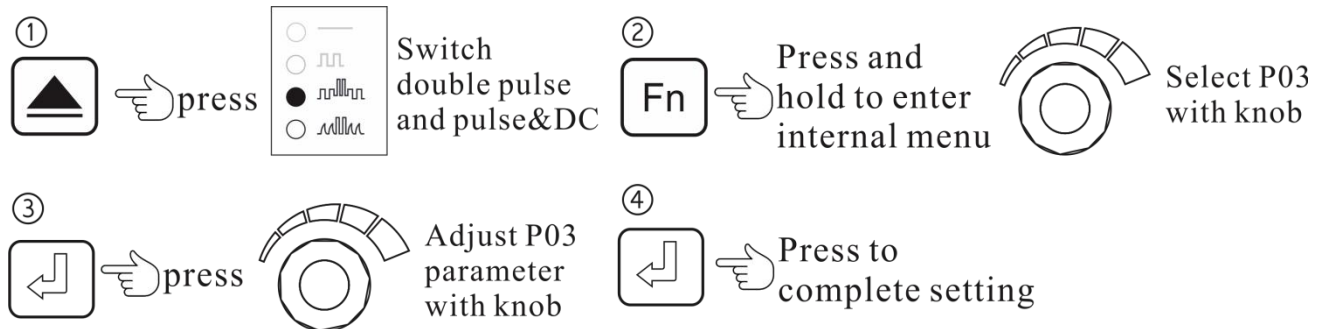 ①
press
Switch
double pulse
and pulse&DC
②
Fn
Press and
hold to enter
internal menu
Select P03
with knob
③
press
Adjust P03
parameter
with knob
④
Press to
complete setting